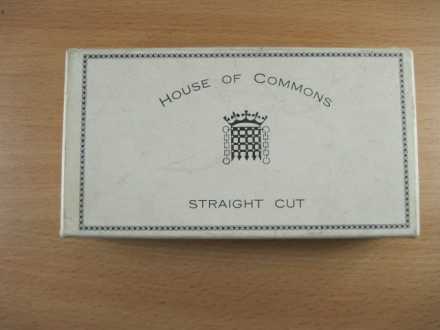 HOUSE OF COMMONS
STRAIGHT CUT